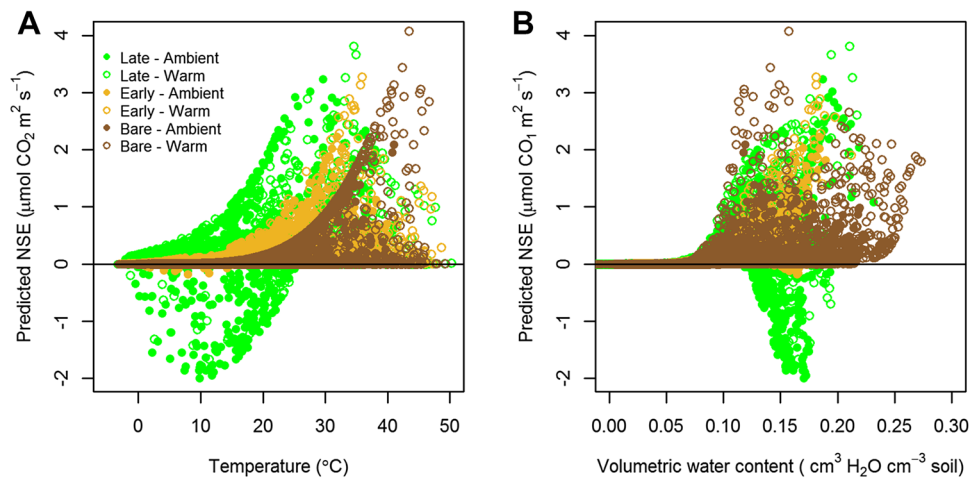 A
Predicted NSE (µmol CO₂ m² s⁻¹)
4
3
2
1
0
-1
-2
Late - Ambient
Late - Warm
Early - Ambient
Early - Warm
Bare - Ambient
Bare - Warm
0 10 20 30 40 50
Temperature (°C)
B
Predicted NSE (µmol CO₁ m² s⁻¹)
4
3
2
1
0
-1
-2
0.00 0.05 0.10 0.15 0.20 0.25 0.30
Volumetric water content ( cm³ H₂O cm⁻³ soil)